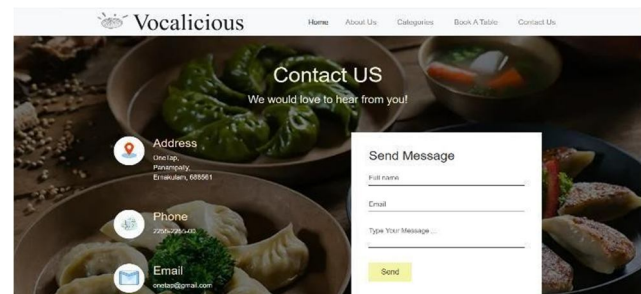 Vocalicious
Home About Us Categories Book A Table Contact Us
Contact US
We would love to hear from you!
Address
OneTap,
Panampally,
Ernakulam, 688561
Phone
Email
onetap@gmail.com
Send Message
Full name
Email
Type Your Message ...
Send